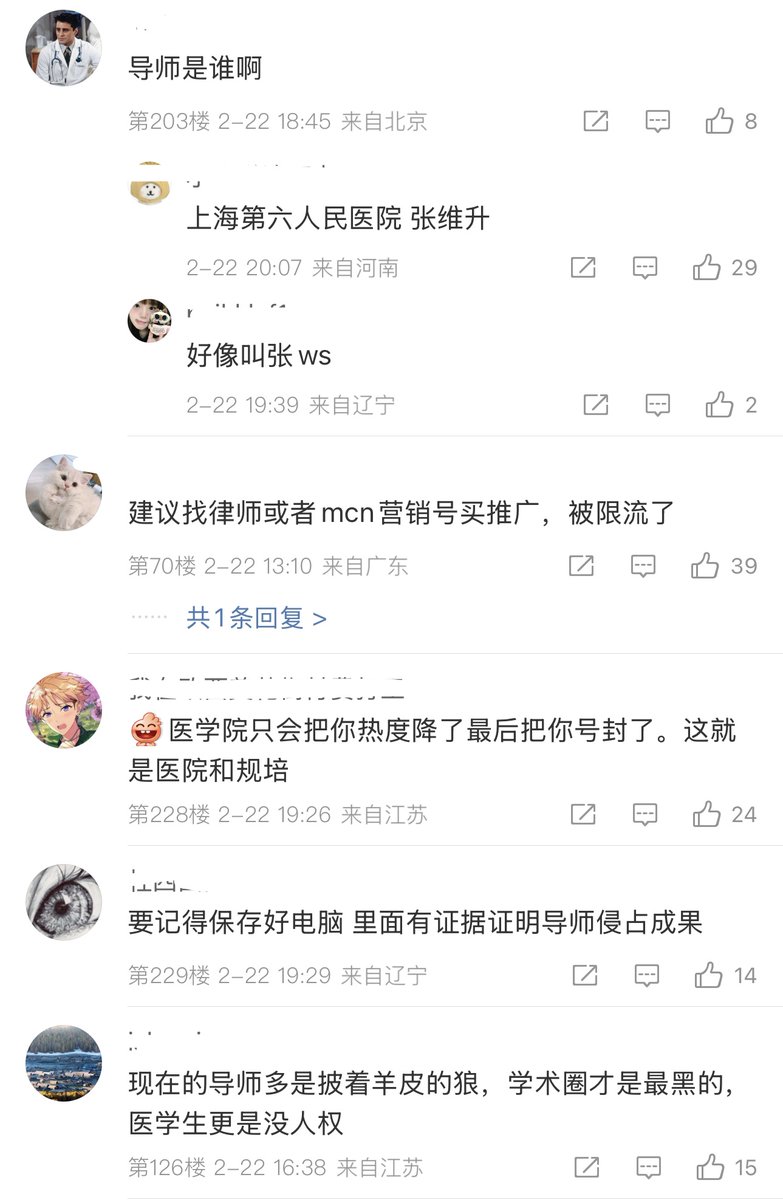 导师是谁啊
第203楼 2-22 18:45 来自北京
8
上海第六人民医院 张维升
2-22 20:07 来自河南
29
好像叫张ws
2-22 19:39 来自辽宁
2
建议找律师或者mcn营销号买推广，被限流了
第70楼 2-22 13:10 来自广东
39
······ 共1条回复 >
医学院只会把你热度降了最后把你号封了。这就
是医院和规培
第228楼 2-22 19:26 来自江苏
24
要记得保存好电脑 里面有证据证明导师侵占成果
第229楼 2-22 19:29 来自辽宁
14
现在的导师多是披着羊皮的狼，学术圈才是最黑的，
医学生更是没人权
第126楼 2-22 16:38 来自江苏
15